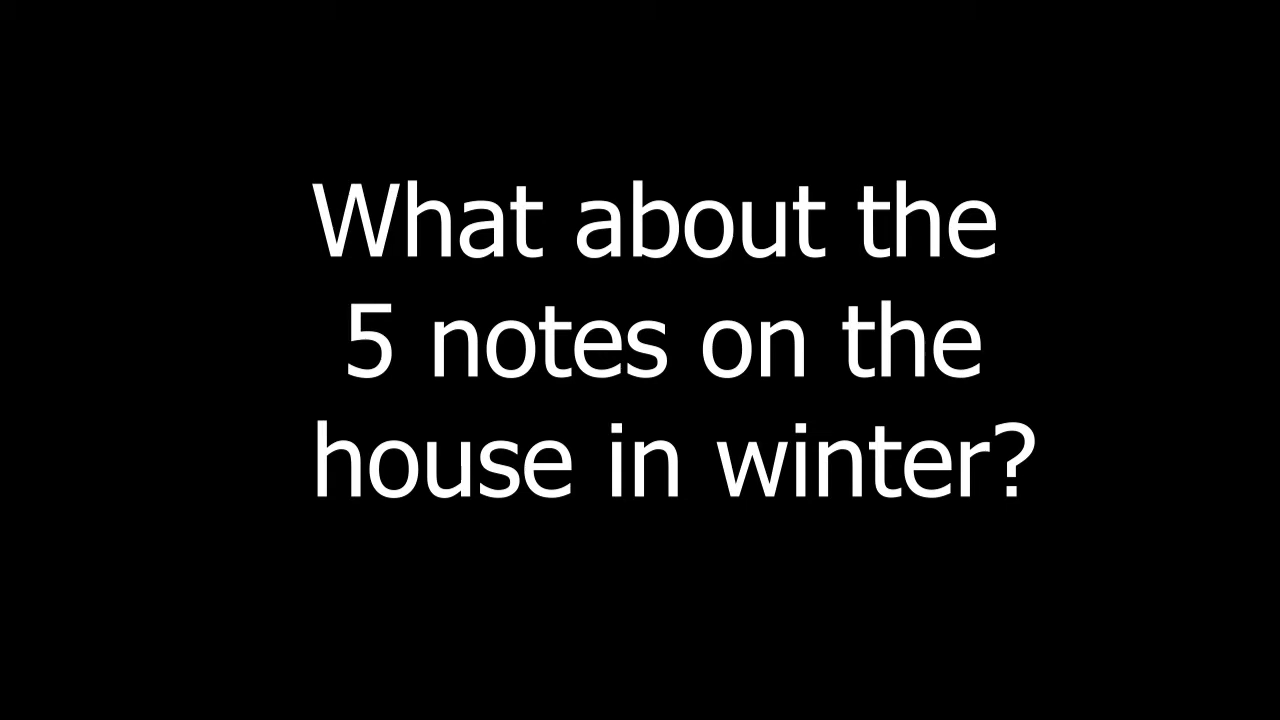 What about the
5 notes on the
house in winter?